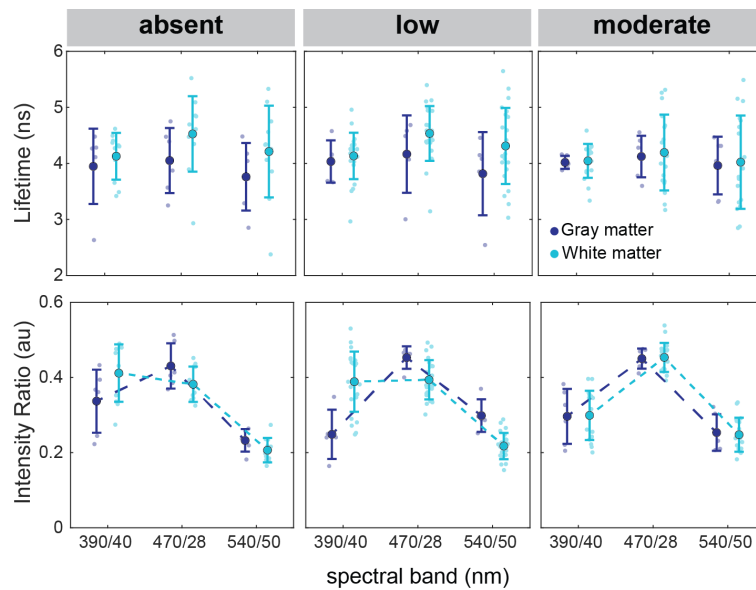 absent low moderate
6
5
4
3
2
Lifetime (ns)
Gray matter
White matter
0.6
0.4
0.2
0
Intensity Ratio (au)
390/40 470/28 540/50 390/40 470/28 540/50 390/40 470/28 540/50
spectral band (nm)